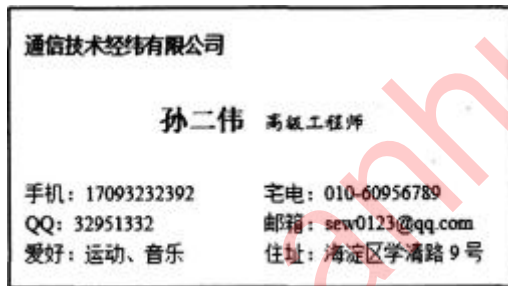 通信技术经纬有限公司
孙二伟 高级工程师
手机：17093232392 宅电：010-60956789
QQ：32951332 邮箱：sew0123@qq.com
爱好：运动、音乐 住址：海淀区学清路9号